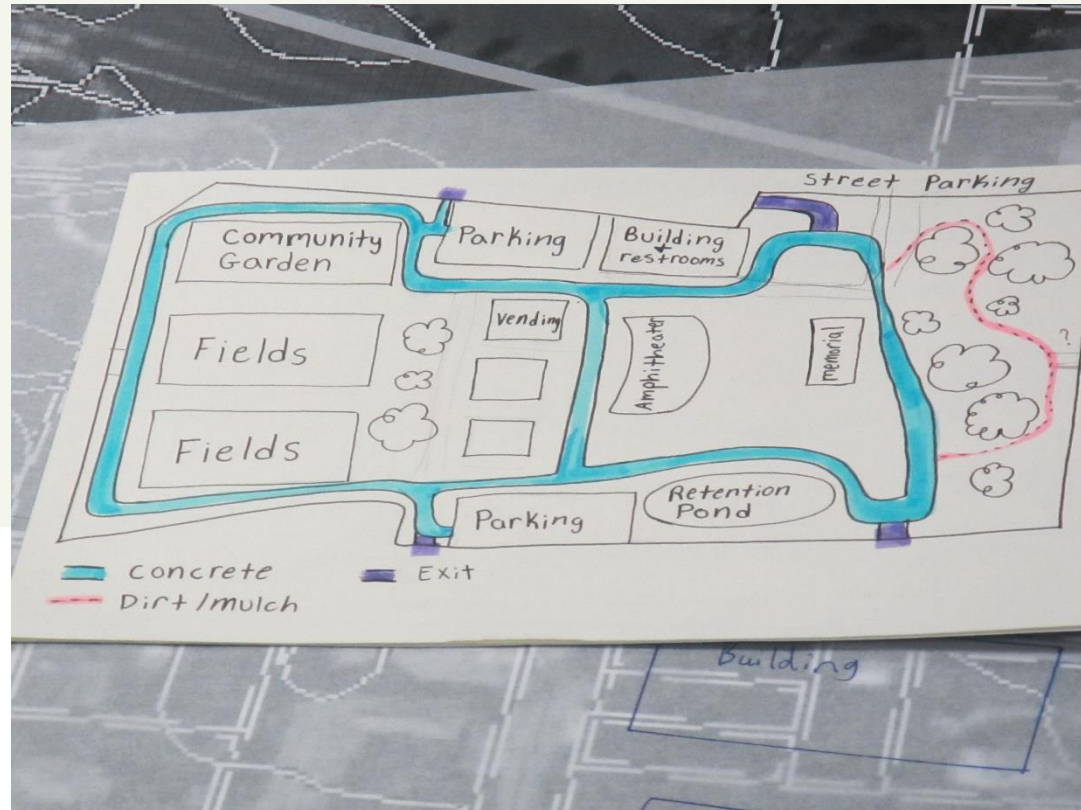 Street Parking
Community
Garden
Parking
Building
+
restrooms
Vending
Fields
Amphitheater
memorial
?
Fields
Retention
Pond
Parking
Concrete
Exit
Dirt/mulch
Building